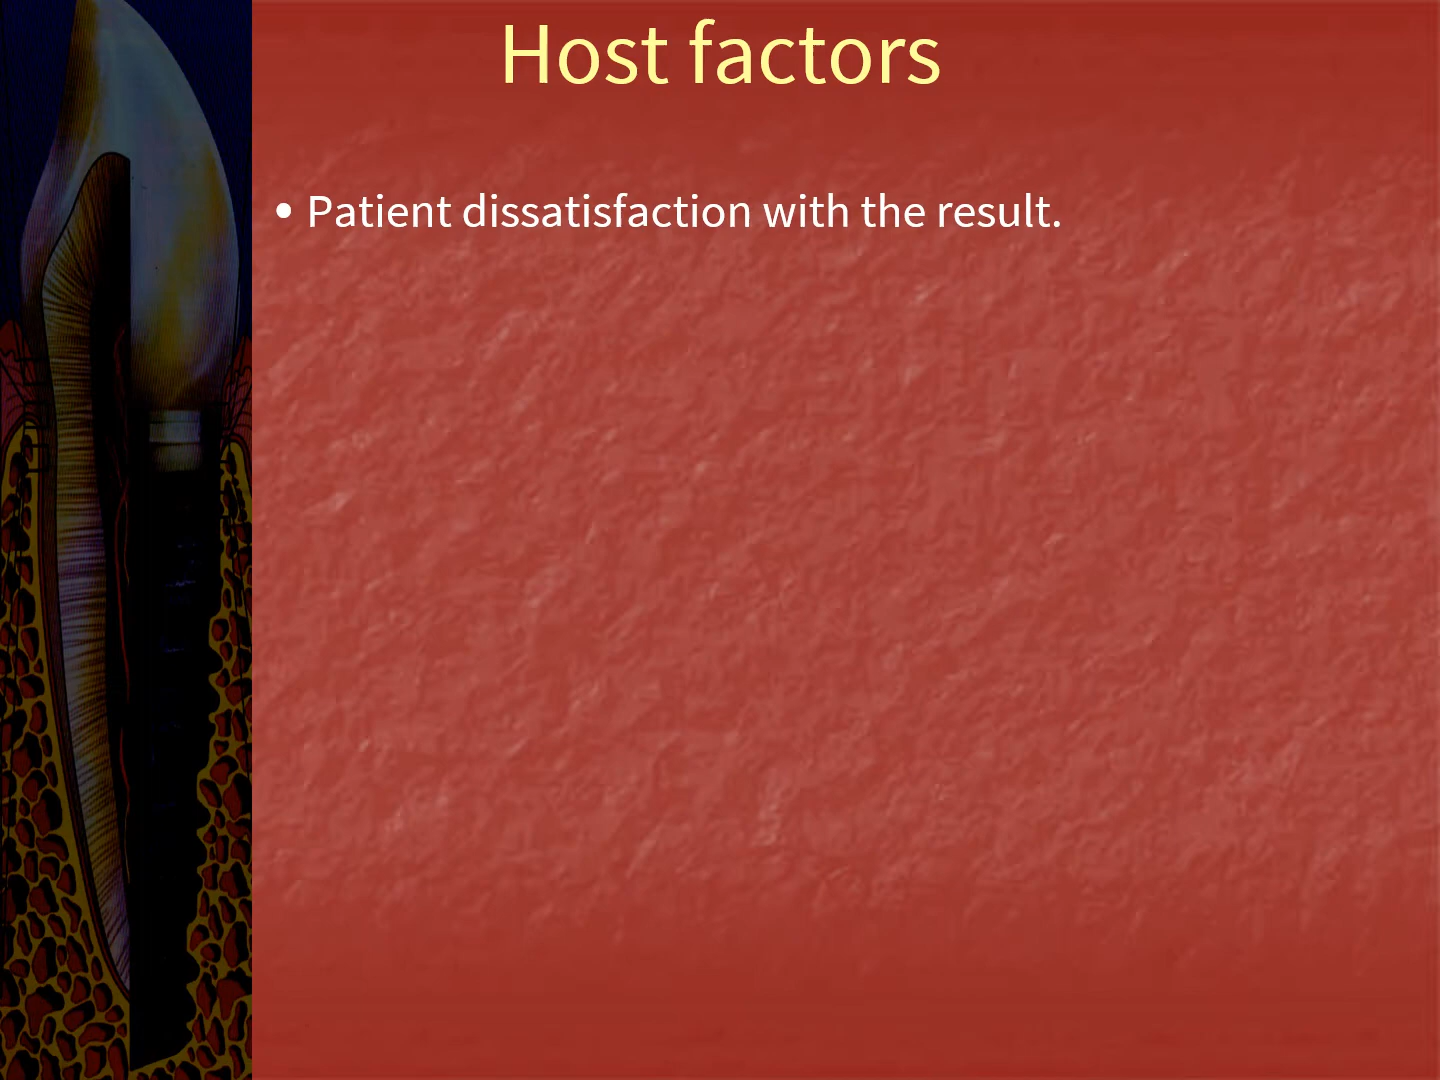 Host factors
• Patient dissatisfaction with the result.